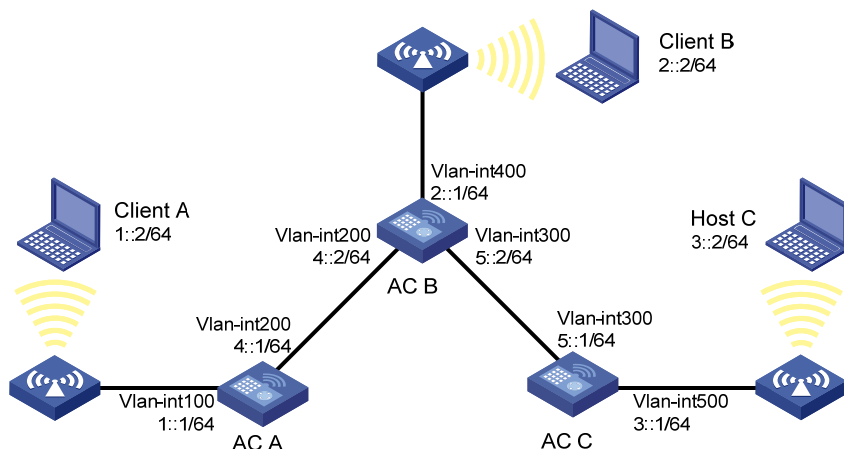 Client B
2::2/64
Vlan-int400
2::1/64
Client A
1::2/64
Host C
3::2/64
Vlan-int200
4::2/64
Vlan-int300
5::2/64
AC B
Vlan-int200
4::1/64
Vlan-int300
5::1/64
Vlan-int100
1::1/64
AC A
Vlan-int500
3::1/64
AC C